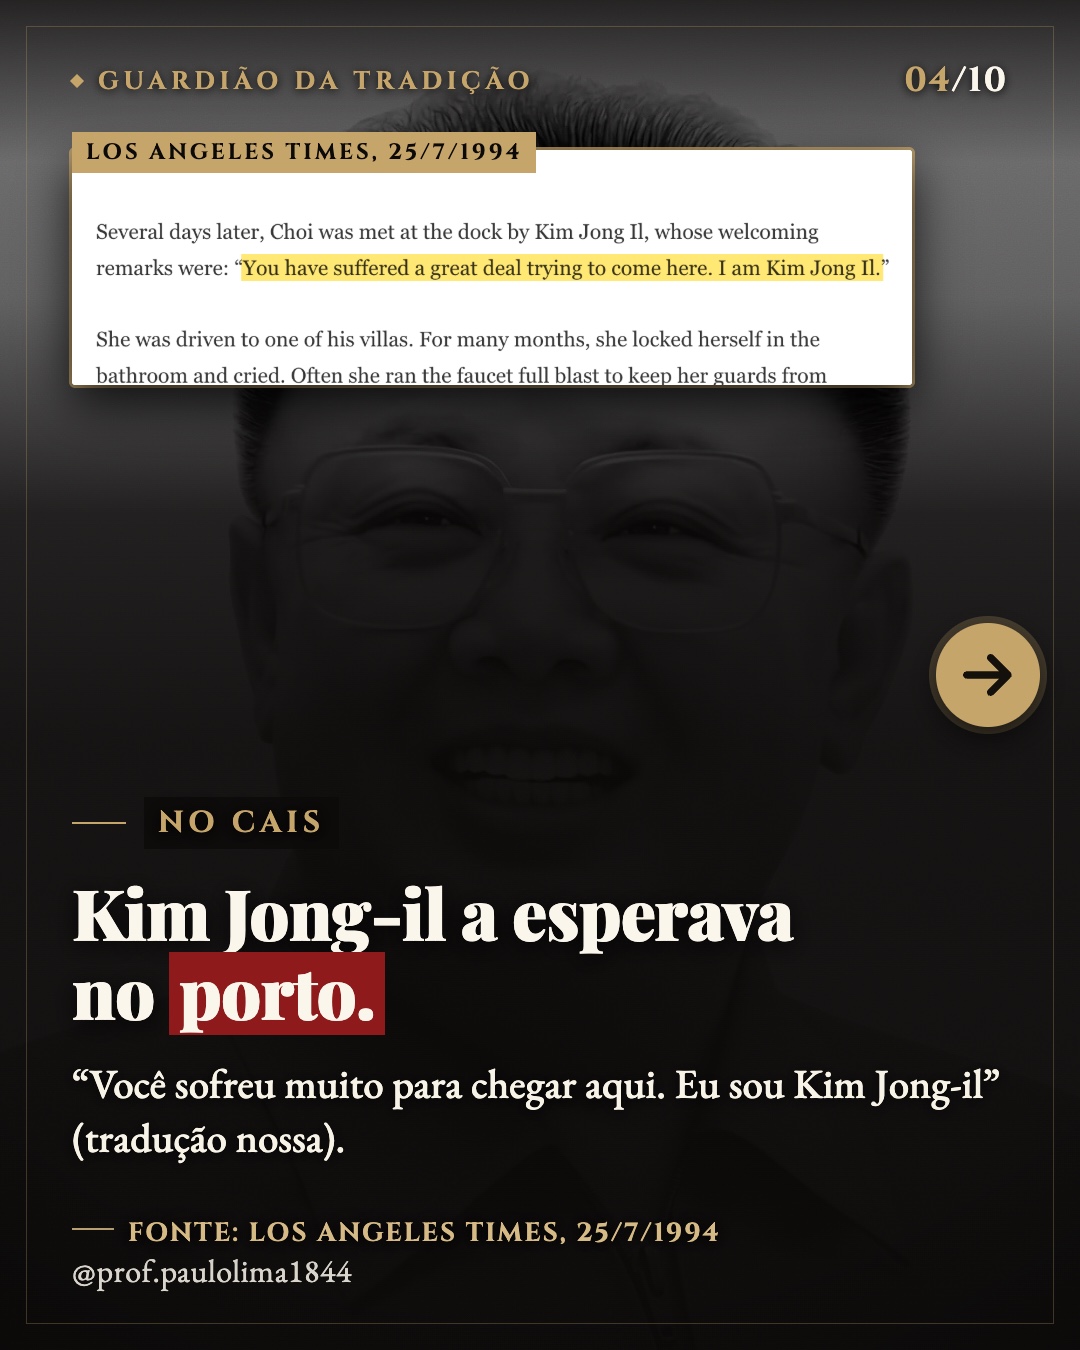 GUARDIÃO DA TRADIÇÃO
04/10
LOS ANGELES TIMES, 25/7/1994
Several days later, Choi was met at the dock by Kim Jong Il, whose welcoming
remarks were: “You have suffered a great deal trying to come here. I am Kim Jong Il.”
She was driven to one of his villas. For many months, she locked herself in the
bathroom and cried. Often she ran the faucet full blast to keep her guards from
NO CAIS
Kim Jong-il a esperava
no porto.
“Você sofreu muito para chegar aqui. Eu sou Kim Jong-il”
(tradução nossa).
FONTE: LOS ANGELES TIMES, 25/7/1994
@prof.paulolima1844